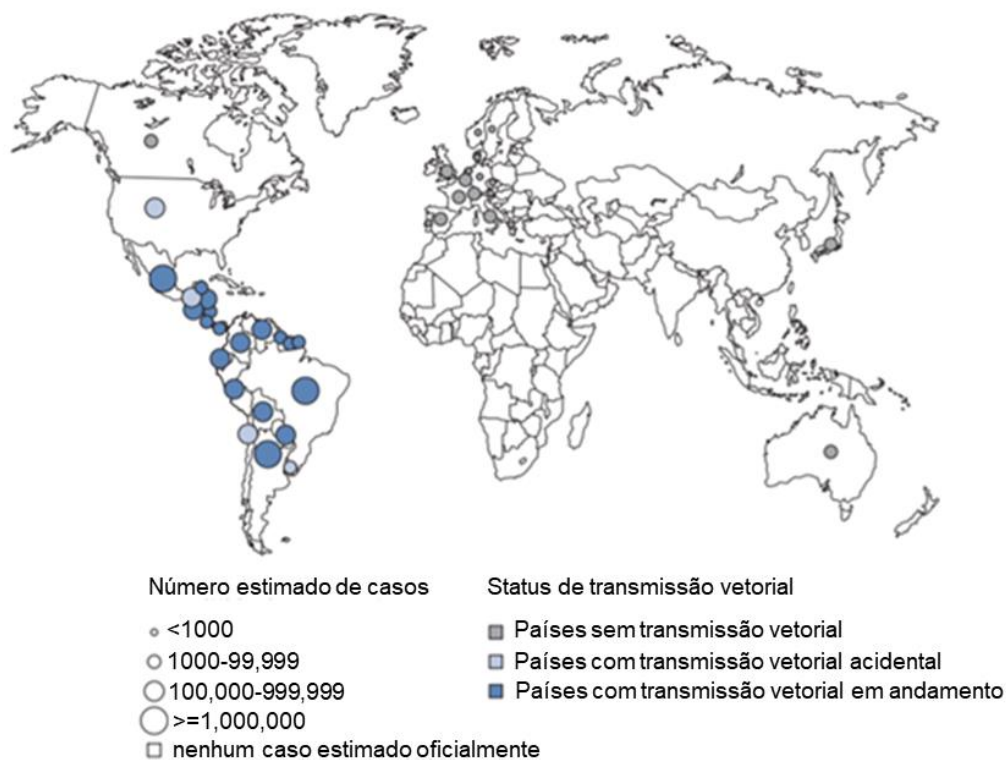 Número estimado de casos
<1000
1000-99,999
100,000-999,999
>=1,000,000
nenhum caso estimado oficialmente
Status de transmissão vetorial
Países sem transmissão vetorial
Países com transmissão vetorial acidental
Países com transmissão vetorial em andamento